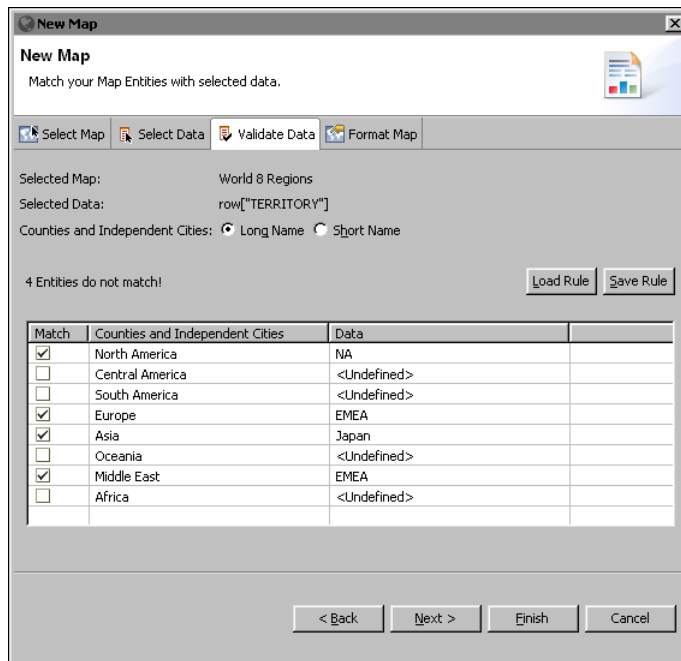 New Map
New Map
Match your Map Entities with selected data.
Select Map Select Data Validate Data Format Map
Selected Map: World 8 Regions
Selected Data: row["TERRITORY"]
Counties and Independent Cities: Long Name Short Name
4 Entities do not match! Load Rule Save Rule
Match Counties and Independent Cities Data
North America NA
Central America <Undefined>
South America <Undefined>
Europe EMEA
Asia Japan
Oceania <Undefined>
Middle East EMEA
Africa <Undefined>
< Back Next > Finish Cancel